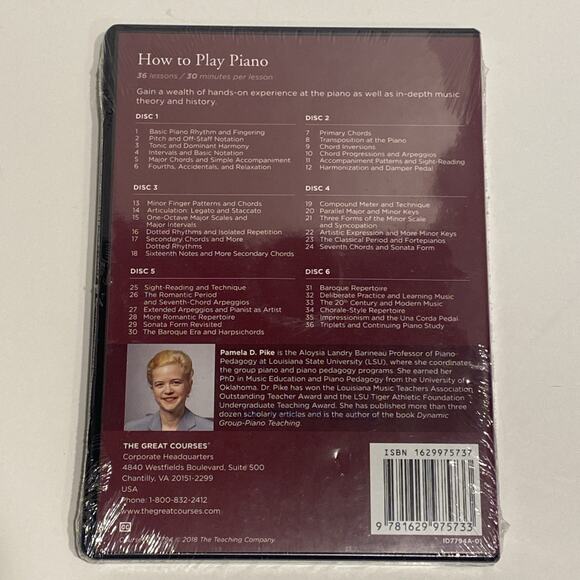 How to Play Piano
36 lessons / 30 minutes per lesson
Gain a wealth of hands-on experience at the piano as well as in-depth music
theory and history.
DISC 1
1 Basic Piano Rhythm and Fingering
2 Pitch and Off-Staff Notation
3 Tonic and Dominant Harmony
4 Intervals and Basic Notation
5 Major Chords and Simple Accompaniment
6 Fourths, Accidentals, and Relaxation
DISC 2
7 Primary Chords
8 Transposition at the Piano
9 Chord Inversions
10 Chord Progressions and Arpeggios
11 Accompaniment Patterns and Sight-Reading
12 Harmonization and Damper Pedal
DISC 3
13 Minor Finger Patterns and Chords
14 Articulation: Legato and Staccato
15 One-Octave Major Scales and
Major Intervals
16 Dotted Rhythms and Isolated Repetition
17 Secondary Chords and More
Dotted Rhythms
18 Sixteenth Notes and More Secondary Chords
DISC 4
19 Compound Meter and Technique
20 Parallel Major and Minor Keys
21 Three Forms of the Minor Scale
and Syncopation
22 Artistic Expression and More Minor Keys
23 The Classical Period and Fortepianos
24 Seventh Chords and Sonata Form
DISC 5
25 Sight-Reading and Technique
26 The Romantic Period
and Seventh-Chord Arpeggios
27 Extended Arpeggios and Pianist as Artist
28 More Romantic Repertoire
29 Sonata Form Revisited
30 The Baroque Era and Harpsichords
DISC 6
31 Baroque Repertoire
32 Deliberate Practice and Learning Music
33 The 20th Century and Modern Music
34 Chorale-Style Repertoire
35 Impressionism and the Una Corda Pedal
36 Triplets and Continuing Piano Study
Pamela D. Pike is the Aloysia Landry Barineau Professor of Piano
Pedagogy at Louisiana State University (LSU), where she coordinates
the group piano and piano pedagogy programs. She earned her
PhD in Music Education and Piano Pedagogy from the University of
Oklahoma. Dr. Pike has won the Louisiana Music Teachers Association
Outstanding Teacher Award and the LSU Tiger Athletic Foundation
Undergraduate Teaching Award. She has published more than three
dozen scholarly articles and is the author of the book Dynamic
Group-Piano Teaching.
THE GREAT COURSES®
Corporate Headquarters
4840 Westfields Boulevard, Suite 500
Chantilly, VA 20151-2299
USA
Phone: 1-800-832-2412
www.thegreatcourses.com
© 2018 The Teaching Company
ISBN 1629975737
9 781629 975733
ID7794A-01